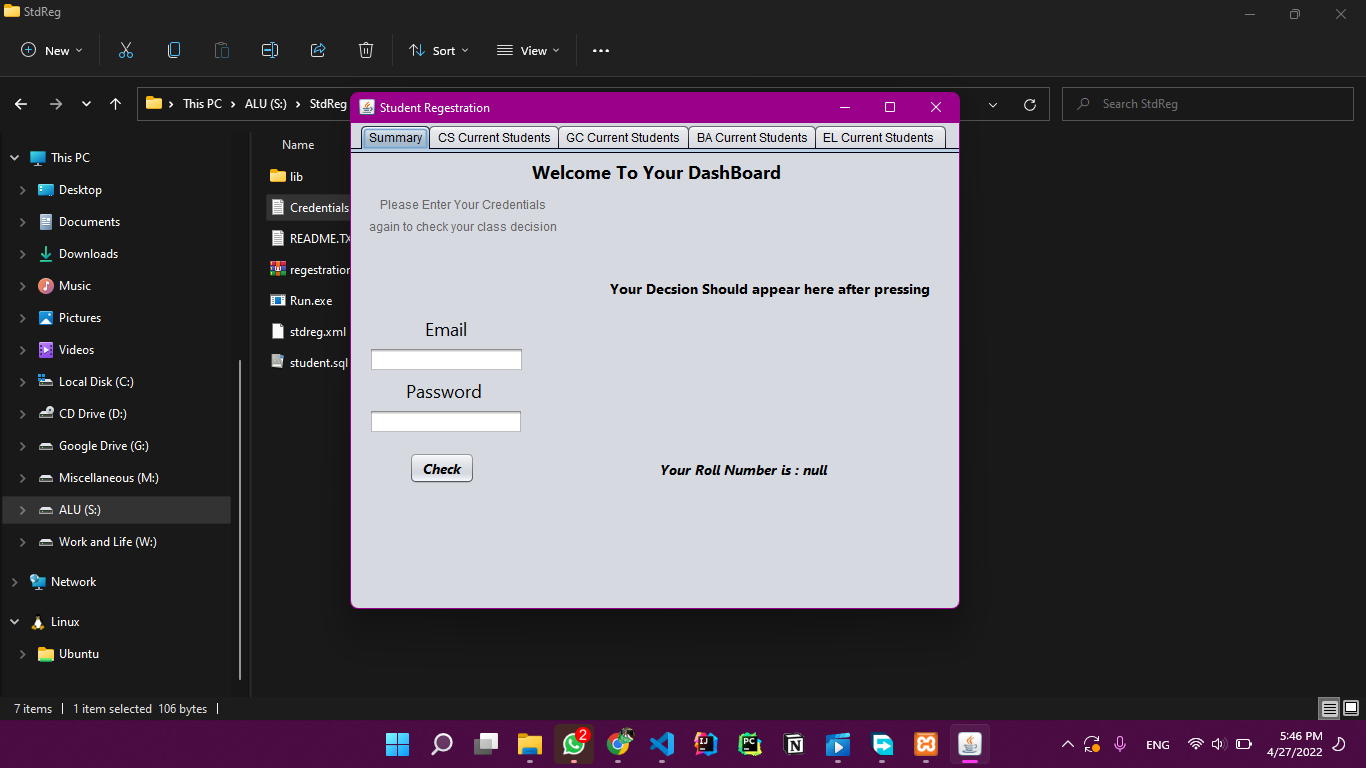 StdReg
New
Sort
View
This PC
ALU (S:)
StdReg
Search StdReg
This PC
Desktop
Documents
Downloads
Music
Pictures
Videos
Local Disk (C:)
CD Drive (D:)
Google Drive (G:)
Miscellaneous (M:)
ALU (S:)
Work and Life (W:)
Network
Linux
Ubuntu
Name
lib
Credentials
README.TX
regestration
Run.exe
stdreg.xml
student.sql
Student Regestration
Summary CS Current Students GC Current Students BA Current Students EL Current Students
Welcome To Your DashBoard
Please Enter Your Credentials
again to check your class decision
Your Decsion Should appear here after pressing
Email
Password
Check
Your Roll Number is : null
7 items 1 item selected 106 bytes
2
ENG
5:46 PM
4/27/2022